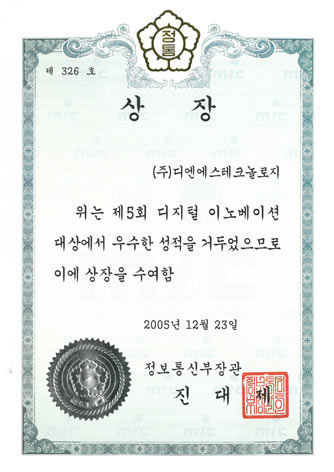 정통
제 326 호
상 장
(주)디엔에스테크놀로지
위는 제5회 디지털 이노베이션
대상에서 우수한 성적을 거두었으므로
이에 상장을 수여함
2005년 12월 23일
정보통신부장관
진 대 제
mic